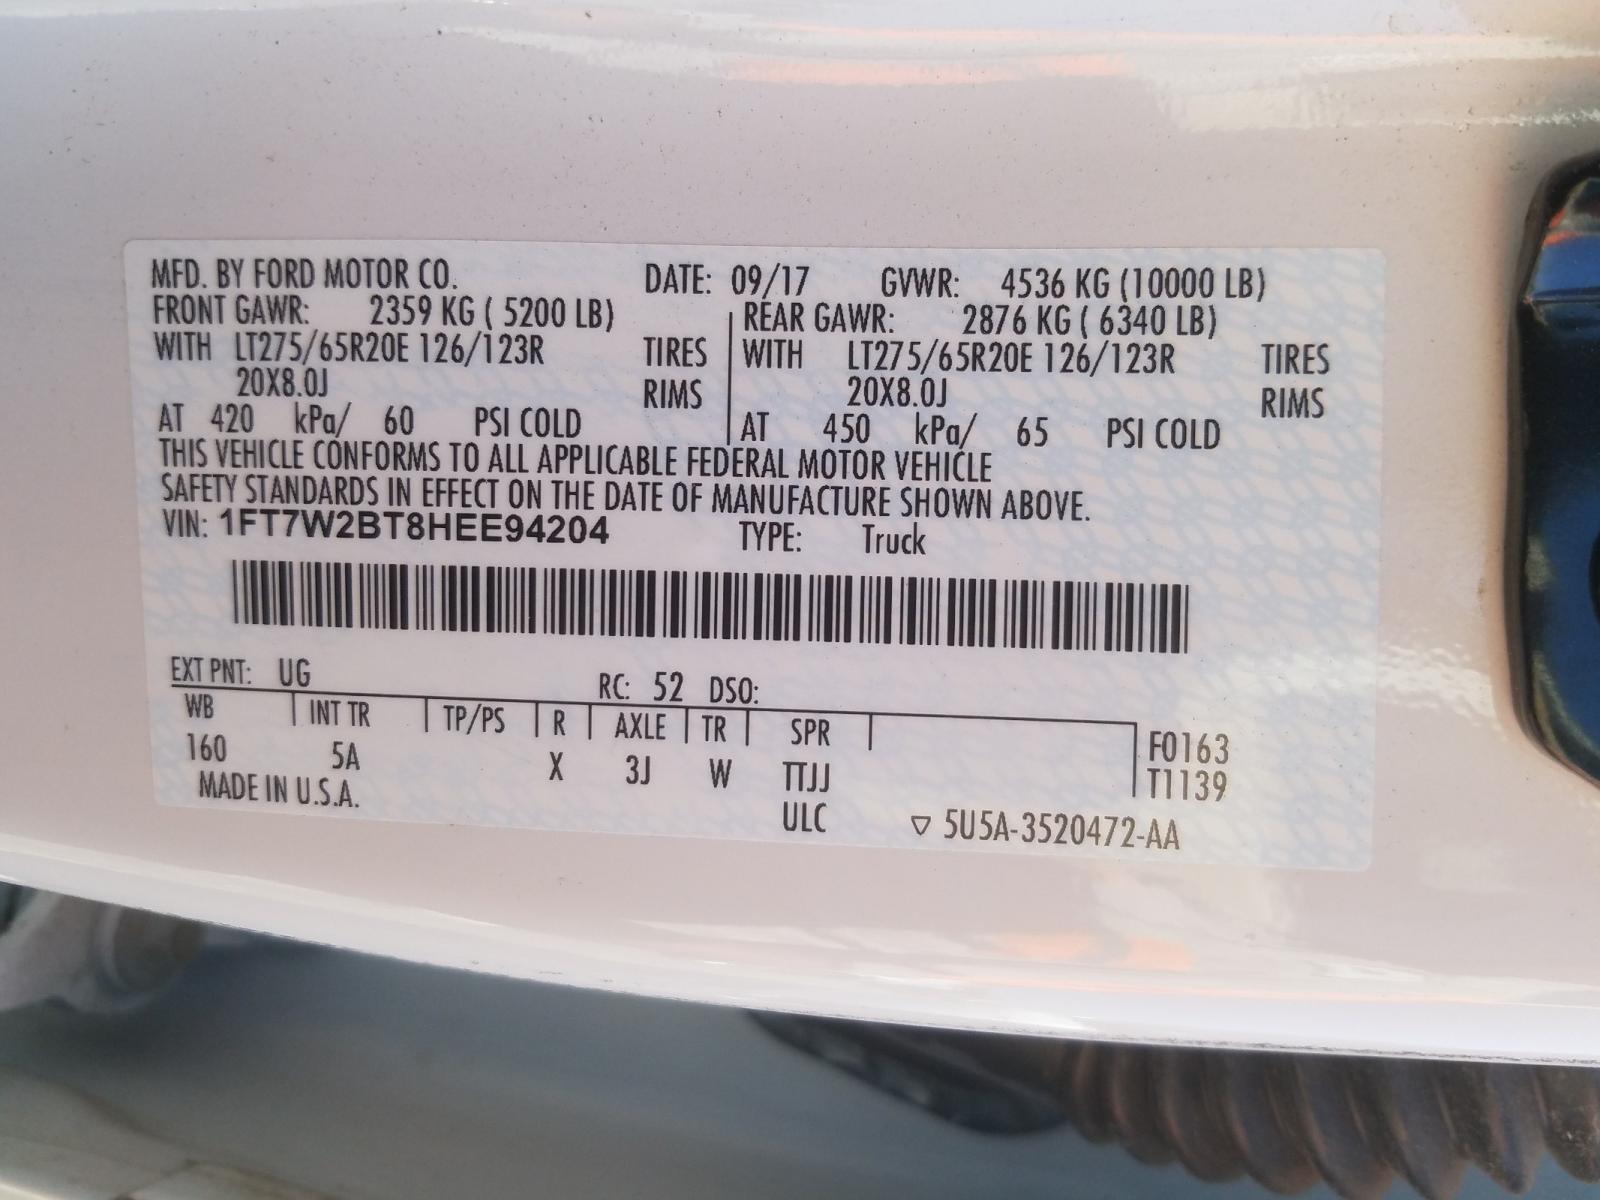 MFD. BY FORD MOTOR CO. DATE: 09/17 GVWR: 4536 KG (10000 LB)
FRONT GAWR: 2359 KG ( 5200 LB) REAR GAWR: 2876 KG ( 6340 LB)
WITH LT275/65R20E 126/123R TIRES WITH LT275/65R20E 126/123R TIRES
20X8.0J RIMS 20X8.0J RIMS
AT 420 kPa/ 60 PSI COLD AT 450 kPa/ 65 PSI COLD
THIS VEHICLE CONFORMS TO ALL APPLICABLE FEDERAL MOTOR VEHICLE
SAFETY STANDARDS IN EFFECT ON THE DATE OF MANUFACTURE SHOWN ABOVE.
VIN: 1FT7W2BT8HEE94204 TYPE: Truck
EXT PNT: UG RC: 52 DSO:
WB INT TR TP/PS R AXLE TR SPR F0163
160 5A X 3J W TTJJ T1139
MADE IN U.S.A. ULC ▽ 5U5A-3520472-AA